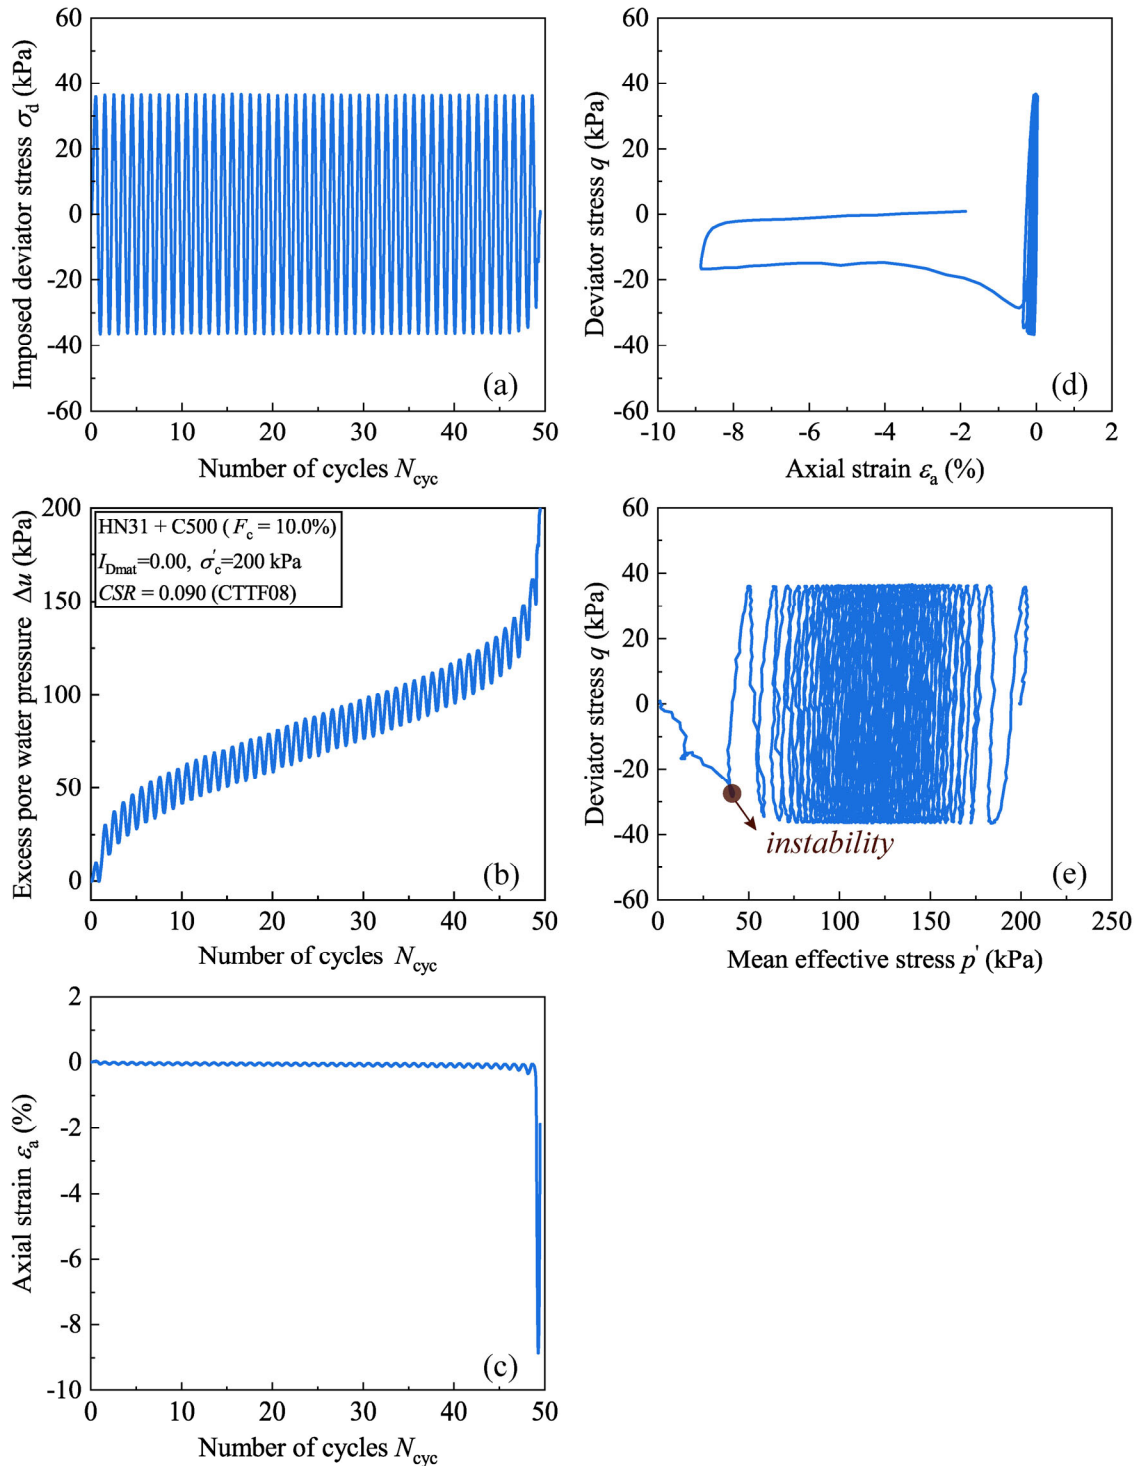 Imposed deviator stress σd (kPa)
60
40
20
0
-20
-40
-60
(a)
0 10 20 30 40 50
Number of cycles Ncyc
Deviator stress q (kPa)
60
40
20
0
-20
-40
-60
(d)
-10 -8 -6 -4 -2 0 2
Axial strain εa (%)
Excess pore water pressure Δu (kPa)
200
150
100
50
0
HN31 + C500 ( Fc = 10.0%)
IDmat=0.00, σ'c=200 kPa
CSR = 0.090 (CTTF08)
(b)
0 10 20 30 40 50
Number of cycles Ncyc
Deviator stress q (kPa)
60
40
20
0
-20
-40
-60
instability
(e)
0 50 100 150 200 250
Mean effective stress p' (kPa)
Axial strain εa (%)
2
0
-2
-4
-6
-8
-10
(c)
0 10 20 30 40 50
Number of cycles Ncyc